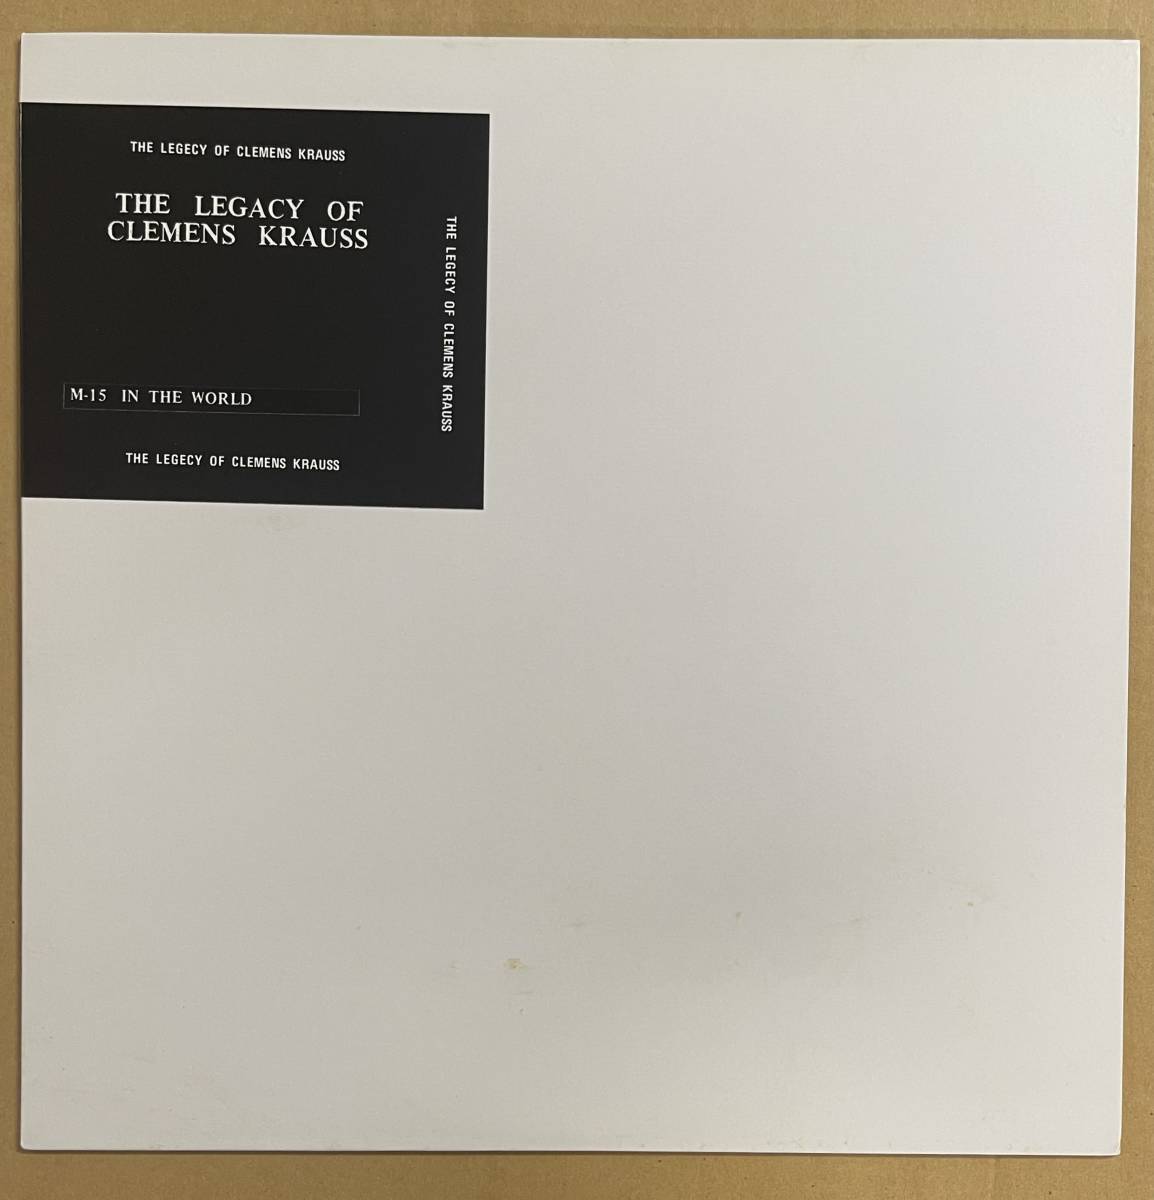 THE LEGECY OF CLEMENS KRAUSS
THE LEGACY OF
CLEMENS KRAUSS
THE LEGECY OF CLEMENS KRAUSS
M-15 IN THE WORLD
THE LEGECY OF CLEMENS KRAUSS